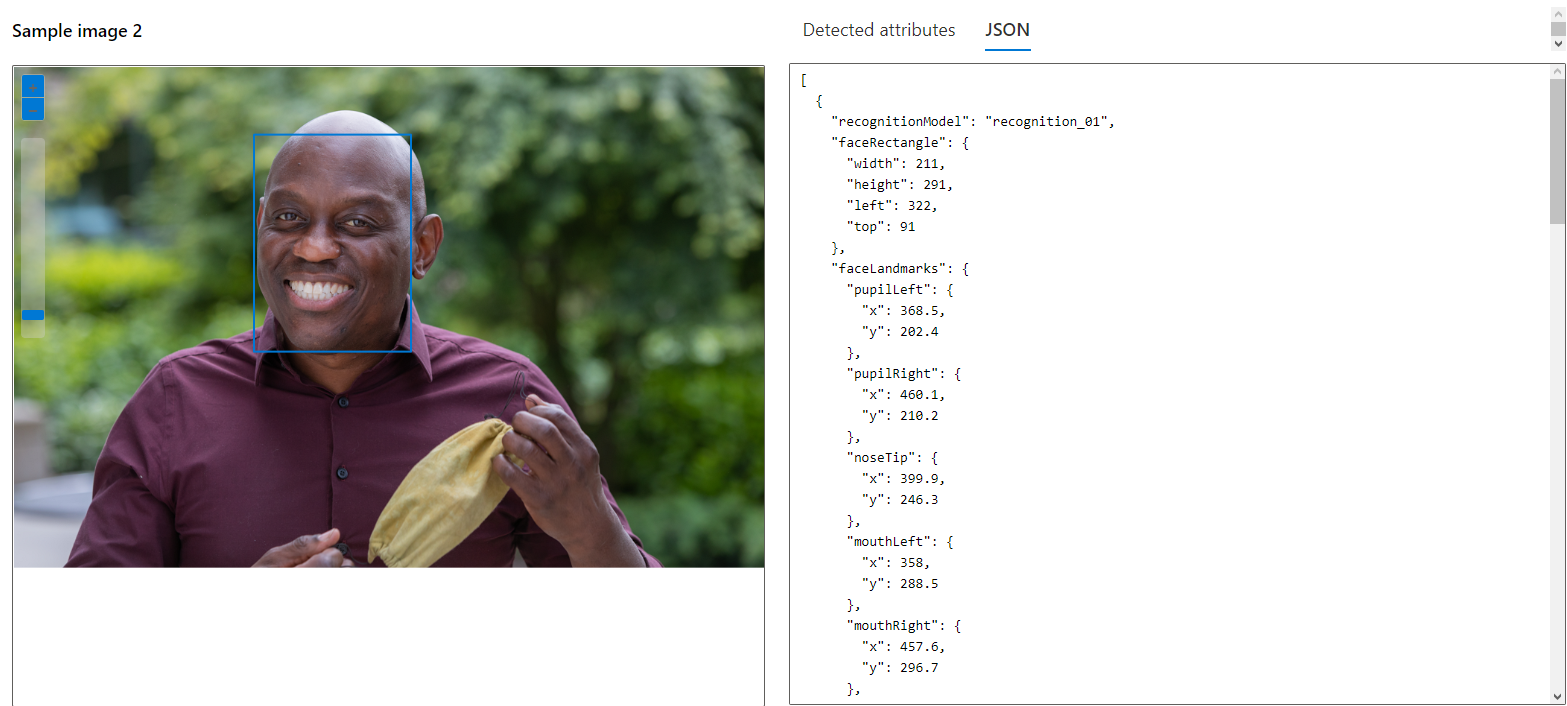 Sample image 2
Detected attributes JSON
[
{
"recognitionModel": "recognition_01",
"faceRectangle": {
"width": 211,
"height": 291,
"left": 322,
"top": 91
},
"faceLandmarks": {
"pupilLeft": {
"x": 368.5,
"y": 202.4
},
"pupilRight": {
"x": 460.1,
"y": 210.2
},
"noseTip": {
"x": 399.9,
"y": 246.3
},
"mouthLeft": {
"x": 358,
"y": 288.5
},
"mouthRight": {
"x": 457.6,
"y": 296.7
},